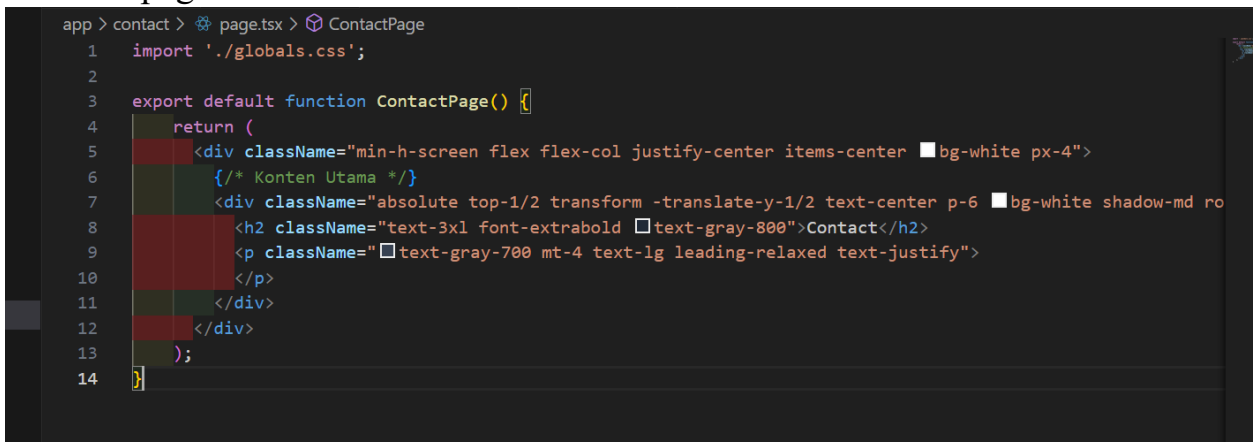 app > contact > page.tsx > ContactPage
1 import './globals.css';
2
3 export default function ContactPage() {
4 return (
5 <div className="min-h-screen flex flex-col justify-center items-center bg-white px-4">
6 {/* Konten Utama */}
7 <div className="absolute top-1/2 transform -translate-y-1/2 text-center p-6 bg-white shadow-md ro
8 <h2 className="text-3xl font-extrabold text-gray-800">Contact</h2>
9 <p className="text-gray-700 mt-4 text-lg leading-relaxed text-justify">
10 </p>
11 </div>
12 </div>
13 );
14 }